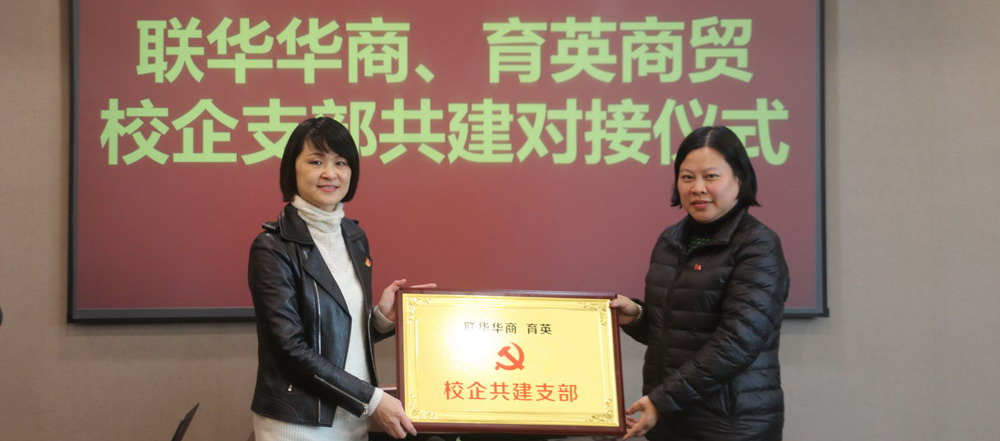 联华华商、育英商贸
校企支部共建对接仪式
联华华商 育英
校企共建支部